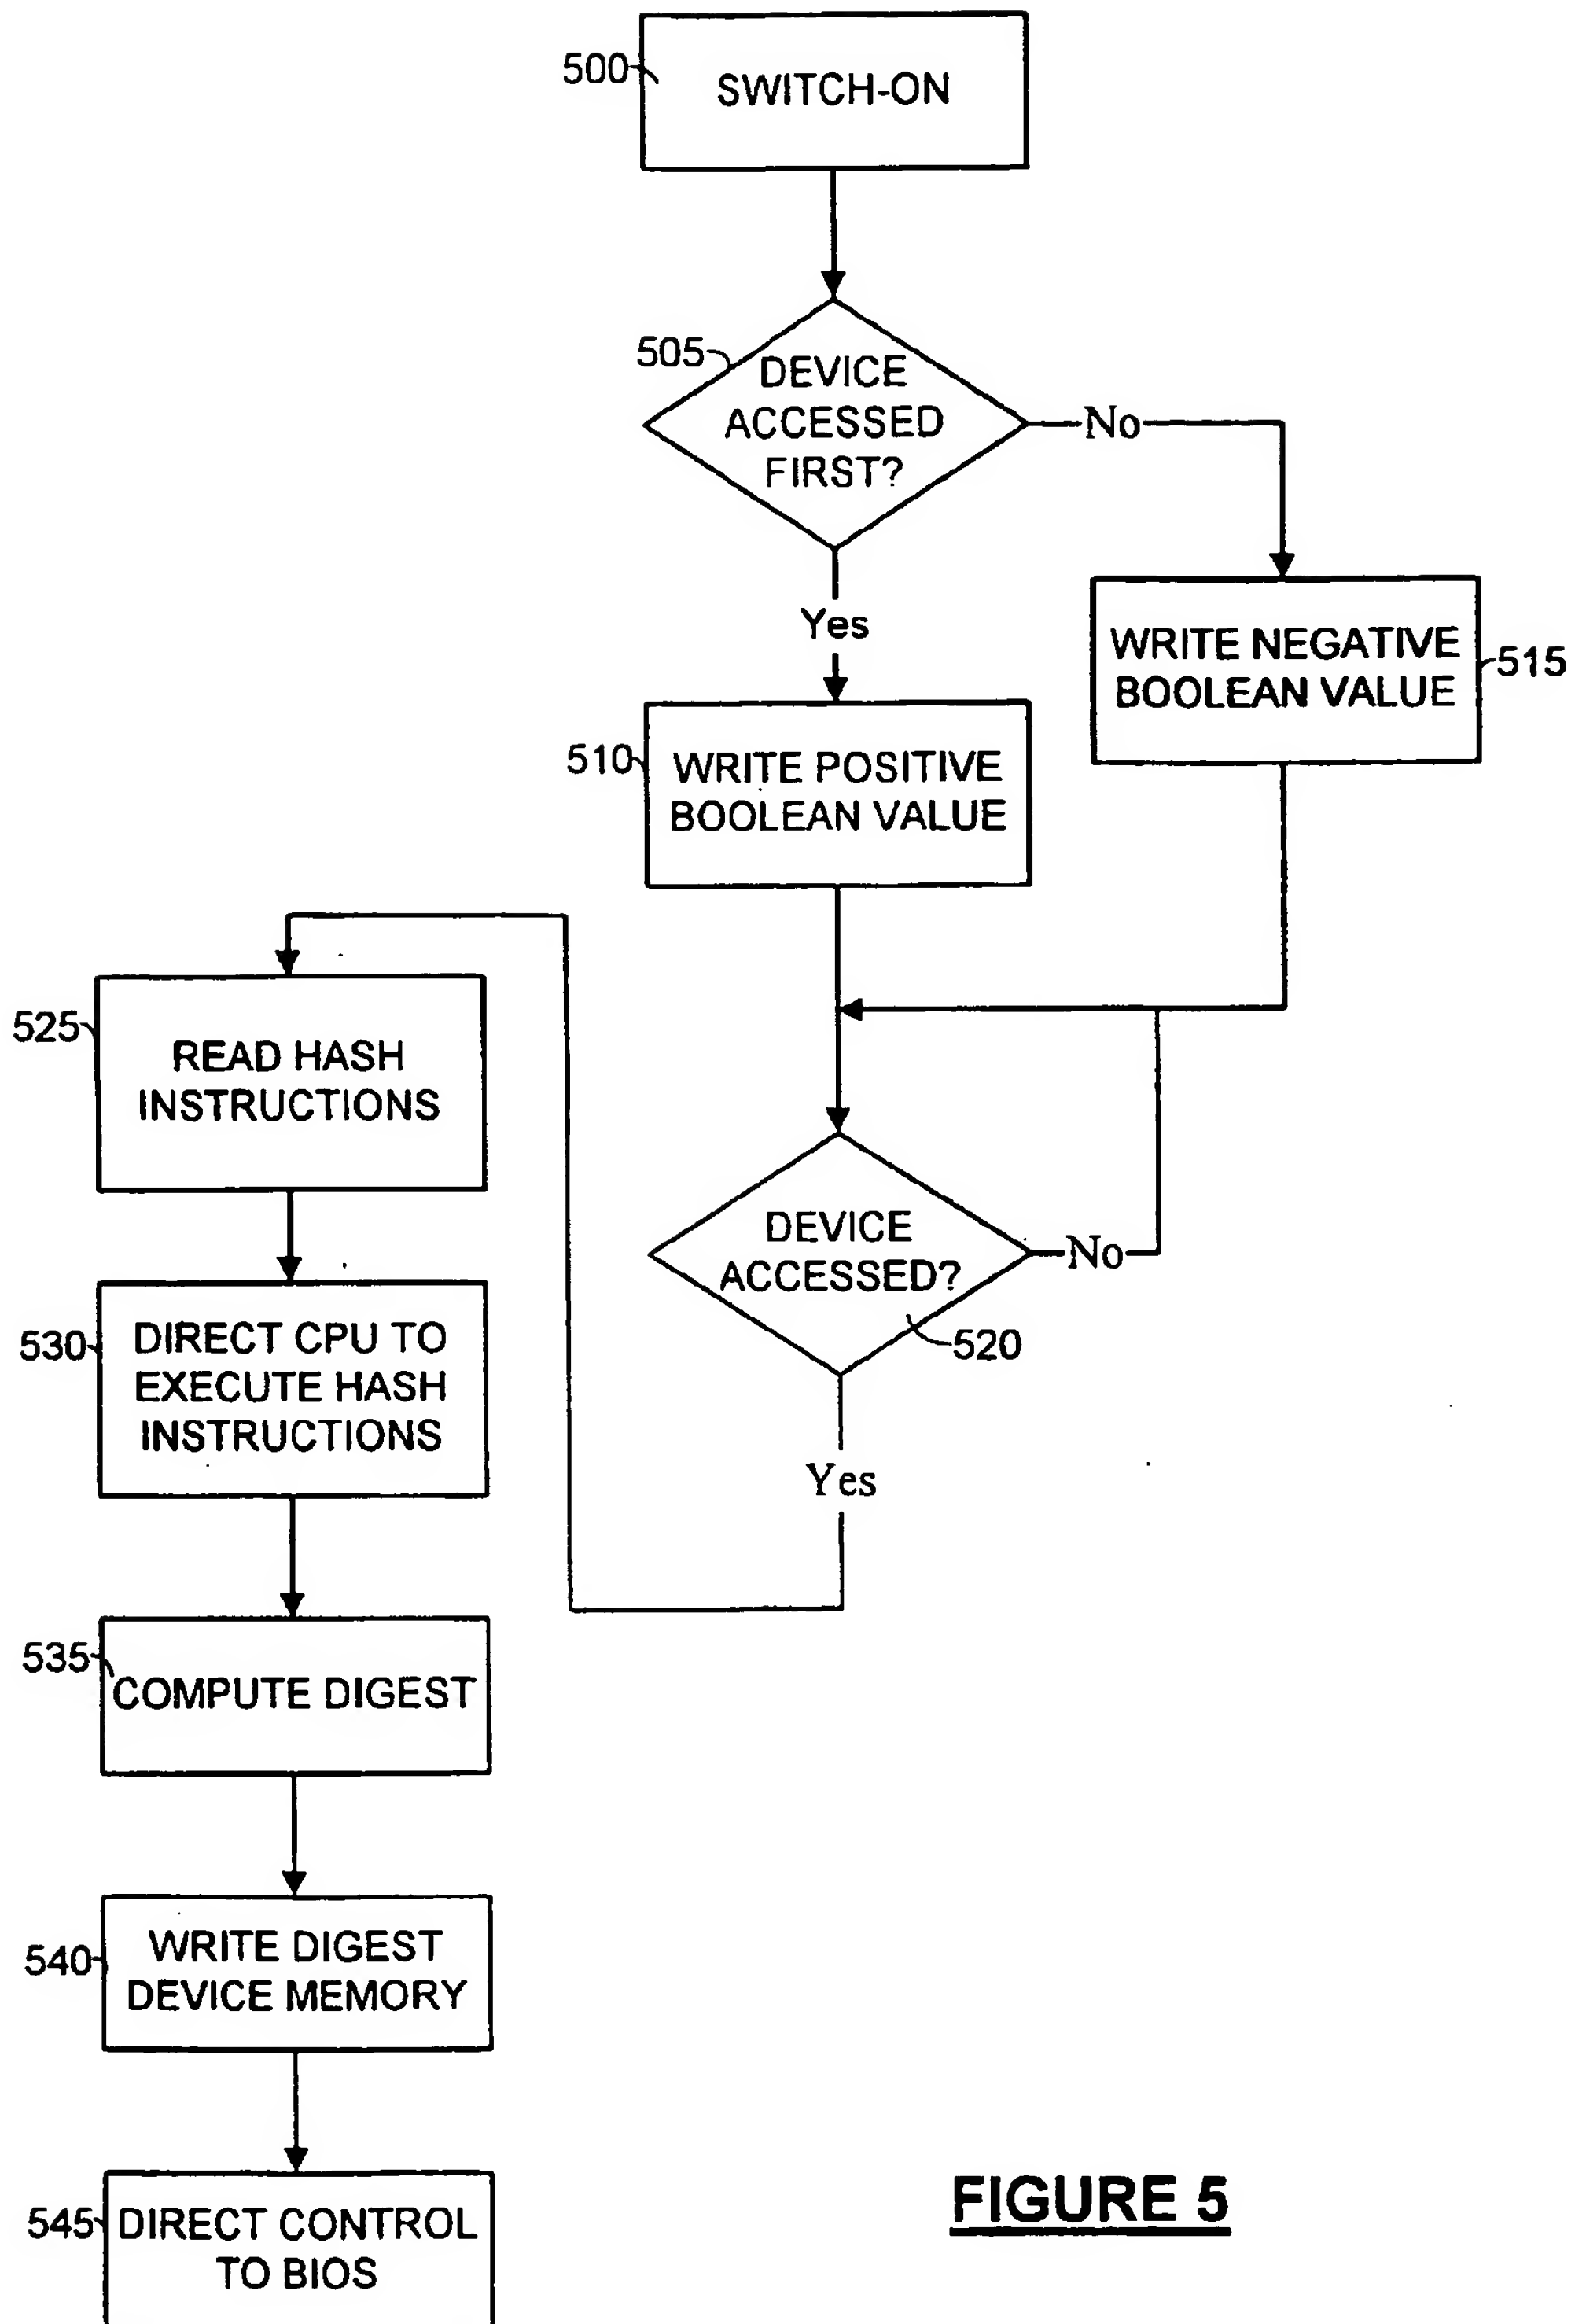 500
SWITCH-ON
505
DEVICE
ACCESSED
FIRST?
No
Yes
WRITE NEGATIVE
BOOLEAN VALUE
515
510
WRITE POSITIVE
BOOLEAN VALUE
525
READ HASH
INSTRUCTIONS
DEVICE
ACCESSED?
No
520
Yes
530
DIRECT CPU TO
EXECUTE HASH
INSTRUCTIONS
535
COMPUTE DIGEST
540
WRITE DIGEST
DEVICE MEMORY
545
DIRECT CONTROL
TO BIOS
FIGURE 5